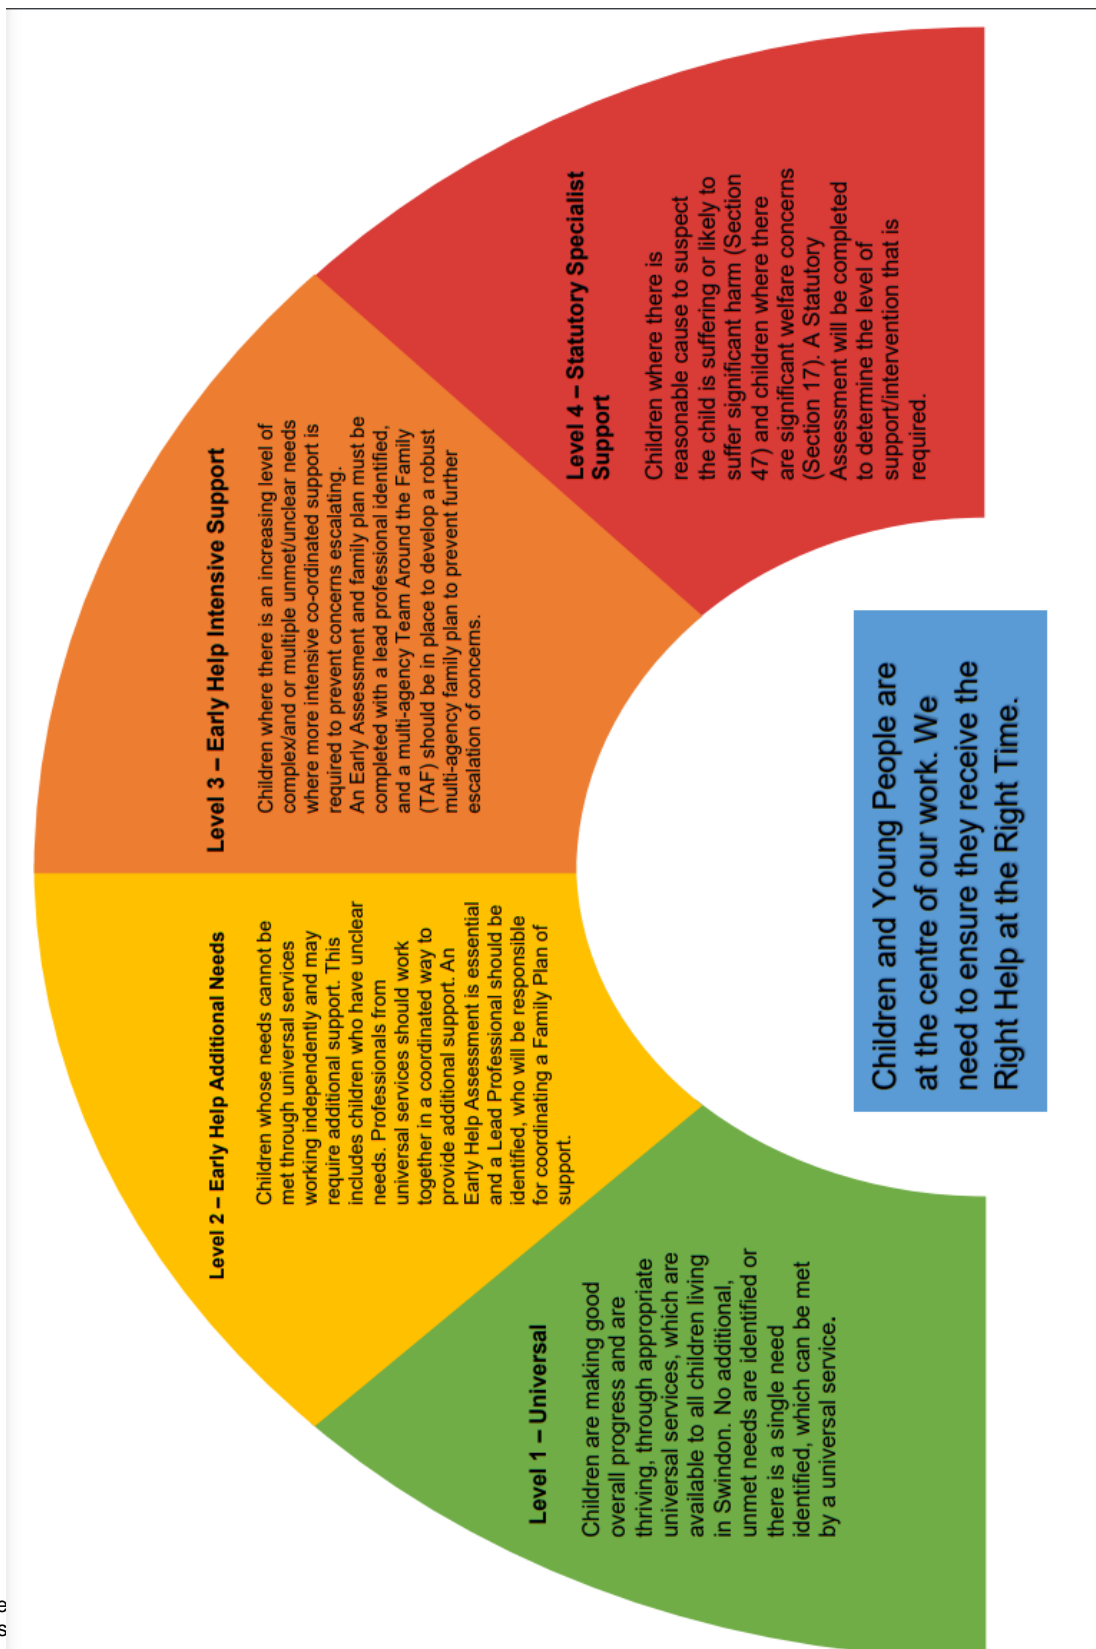 Level 1 – Universal
Children are making good
overall progress and are
thriving, through appropriate
universal services, which are
available to all children living
in Swindon. No additional,
unmet needs are identified or
there is a single need
identified, which can be met
by a universal service.
Level 2 – Early Help Additional Needs
Children whose needs cannot be
met through universal services
working independently and may
require additional support. This
includes children who have unclear
needs. Professionals from
universal services should work
together in a coordinated way to
provide additional support. An
Early Help Assessment is essential
and a Lead Professional should be
identified, who will be responsible
for coordinating a Family Plan of
support.
Level 3 – Early Help Intensive Support
Children where there is an increasing level of
complex/and or multiple unmet/unclear needs
where more intensive co-ordinated support is
required to prevent concerns escalating.
An Early Assessment and family plan must be
completed with a lead professional identified,
and a multi-agency Team Around the Family
(TAF) should be in place to develop a robust
multi-agency family plan to prevent further
escalation of concerns.
Level 4 – Statutory Specialist
Support
Children where there is
reasonable cause to suspect
the child is suffering or likely to
suffer significant harm (Section
47) and children where there
are significant welfare concerns
(Section 17). A Statutory
Assessment will be completed
to determine the level of
support/intervention that is
required.
Children and Young People are
at the centre of our work. We
need to ensure they receive the
Right Help at the Right Time.